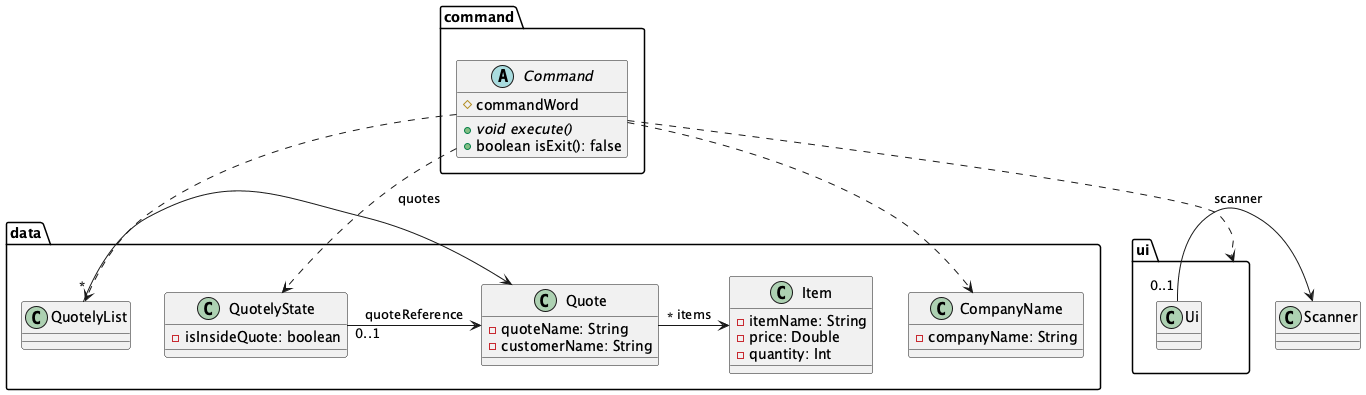 command
A Command
commandWord
void execute()
boolean isExit(): false
quotes
scanner
data
ui
*
C QuotelyList
C QuotelyState
isInsideQuote: boolean
quoteReference
0..1
C Quote
quoteName: String
customerName: String
* items
C Item
itemName: String
price: Double
quantity: Int
C CompanyName
companyName: String
0..1
C Ui
C Scanner